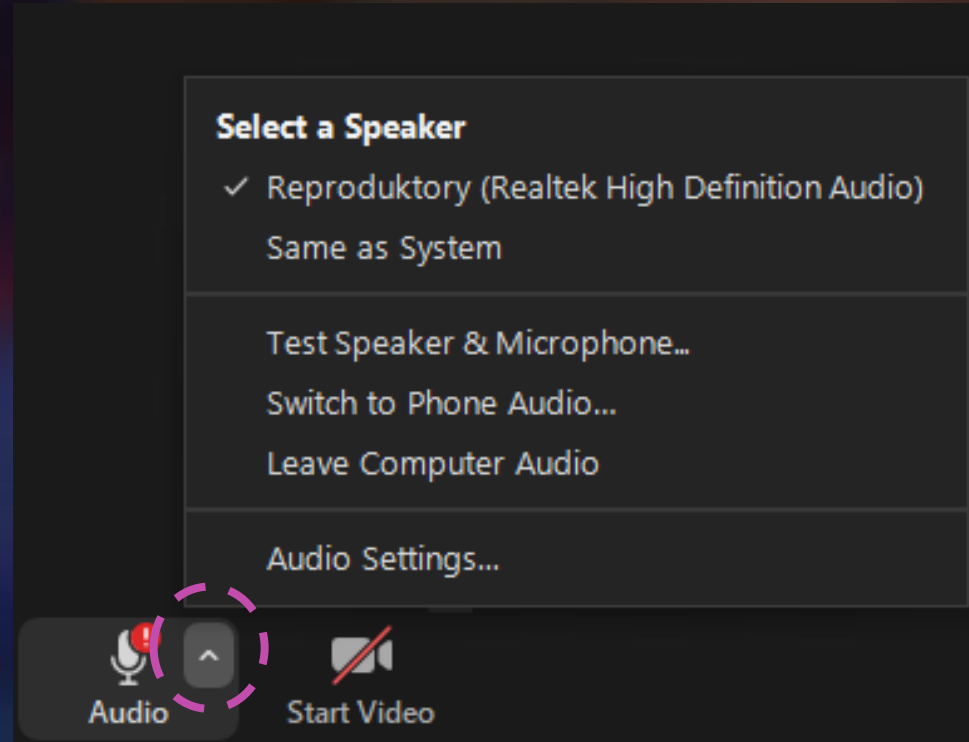 Select a Speaker
Reproduktory (Realtek High Definition Audio)
Same as System
Test Speaker & Microphone...
Switch to Phone Audio...
Leave Computer Audio
Audio Settings...
Audio
Start Video